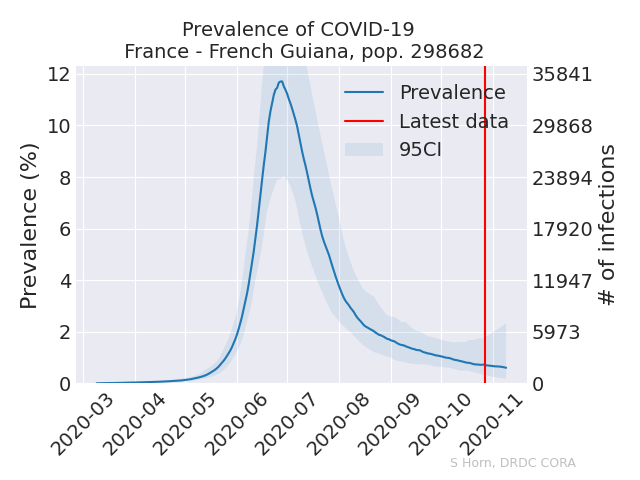 Prevalence of COVID-19
France - French Guiana, pop. 298682
Prevalence (%)
12
10
8
6
4
2
0
Prevalence
Latest data
95CI
35841
29868
23894
17920
11947
5973
0
# of infections
2020-03
2020-04
2020-05
2020-06
2020-07
2020-08
2020-09
2020-10
2020-11
S Horn, DRDC CORA